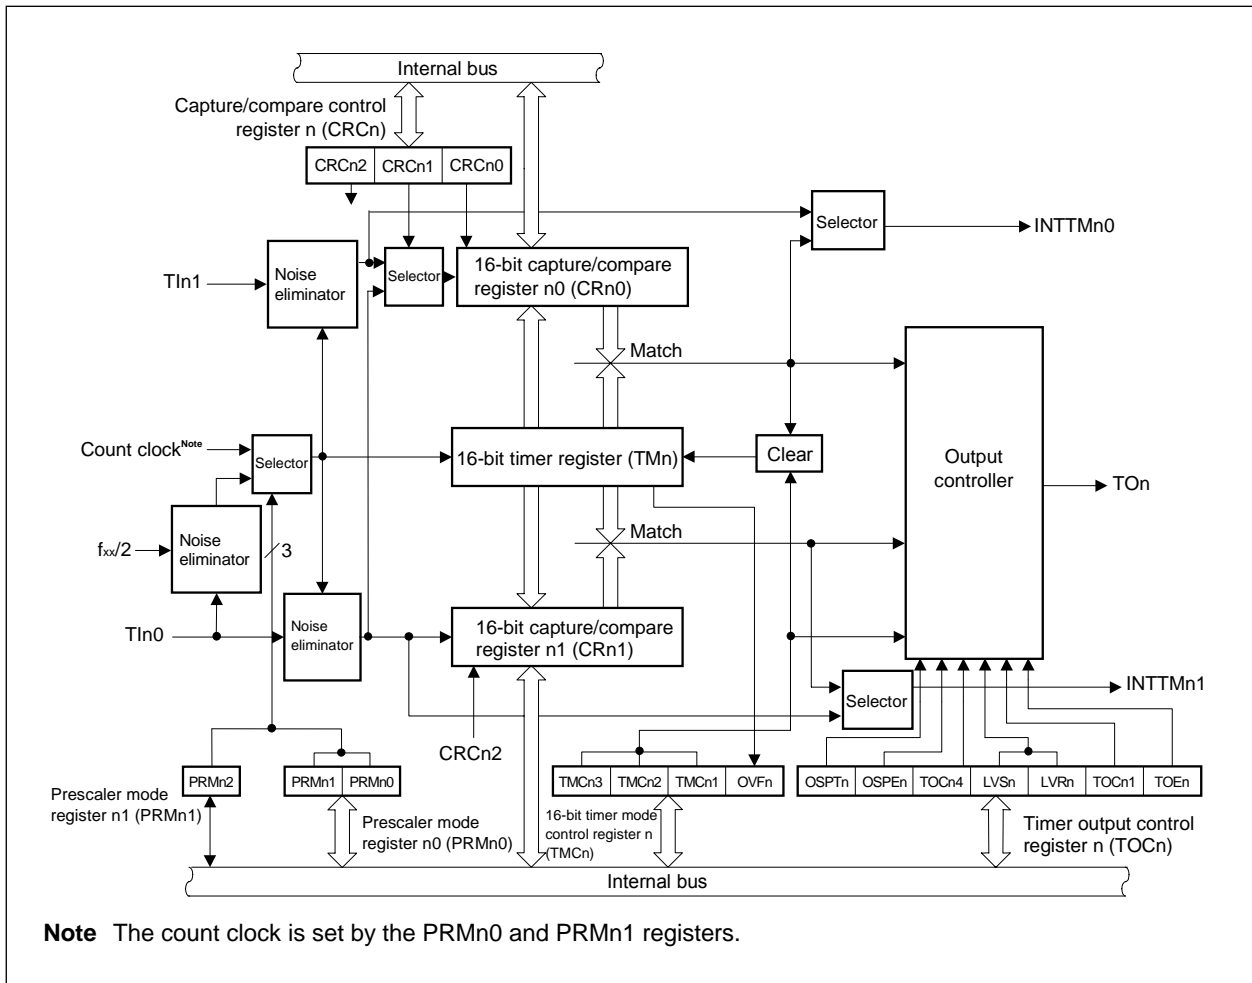 Internal bus
Capture/compare control
register n (CRCn)
CRCn2 CRCn1 CRCn0
Selector
INTTMn0
TIn1
Noise
eliminator
Selector
16-bit capture/compare
register n0 (CRn0)
Match
Count clockNote
Selector
16-bit timer register (TMn)
Clear
Output
controller
TOn
fxx/2
Noise
eliminator
3
Match
TIn0
Noise
eliminator
16-bit capture/compare
register n1 (CRn1)
Selector
INTTMn1
CRCn2
PRMn2
PRMn1 PRMn0
TMCn3 TMCn2 TMCn1 OVFn
OSPTn OSPEn TOCn4 LVSn LVRn TOCn1 TOEn
Prescaler mode
register n1 (PRMn1)
Prescaler mode
register n0 (PRMn0)
16-bit timer mode
control register n
(TMCn)
Timer output control
register n (TOCn)
Internal bus
Note The count clock is set by the PRMn0 and PRMn1 registers.